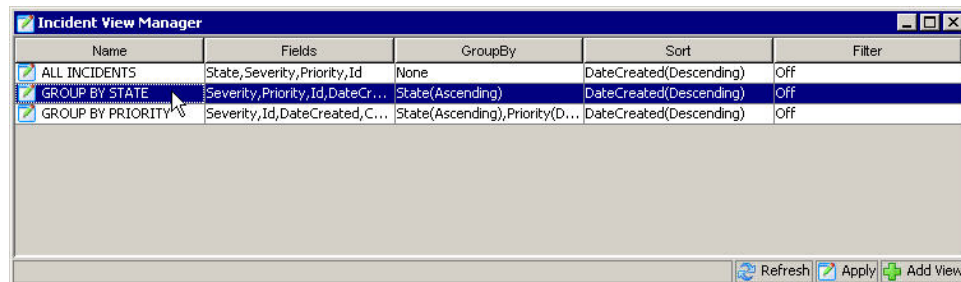 Incident View Manager
Name Fields GroupBy Sort Filter
ALL INCIDENTS State,Severity,Priority,Id None DateCreated(Descending) Off
GROUP BY STATE Severity,Priority,Id,DateCr... State(Ascending) DateCreated(Descending) Off
GROUP BY PRIORITY Severity,Id,DateCreated,C... State(Ascending),Priority(D... DateCreated(Descending) Off
Refresh Apply Add View